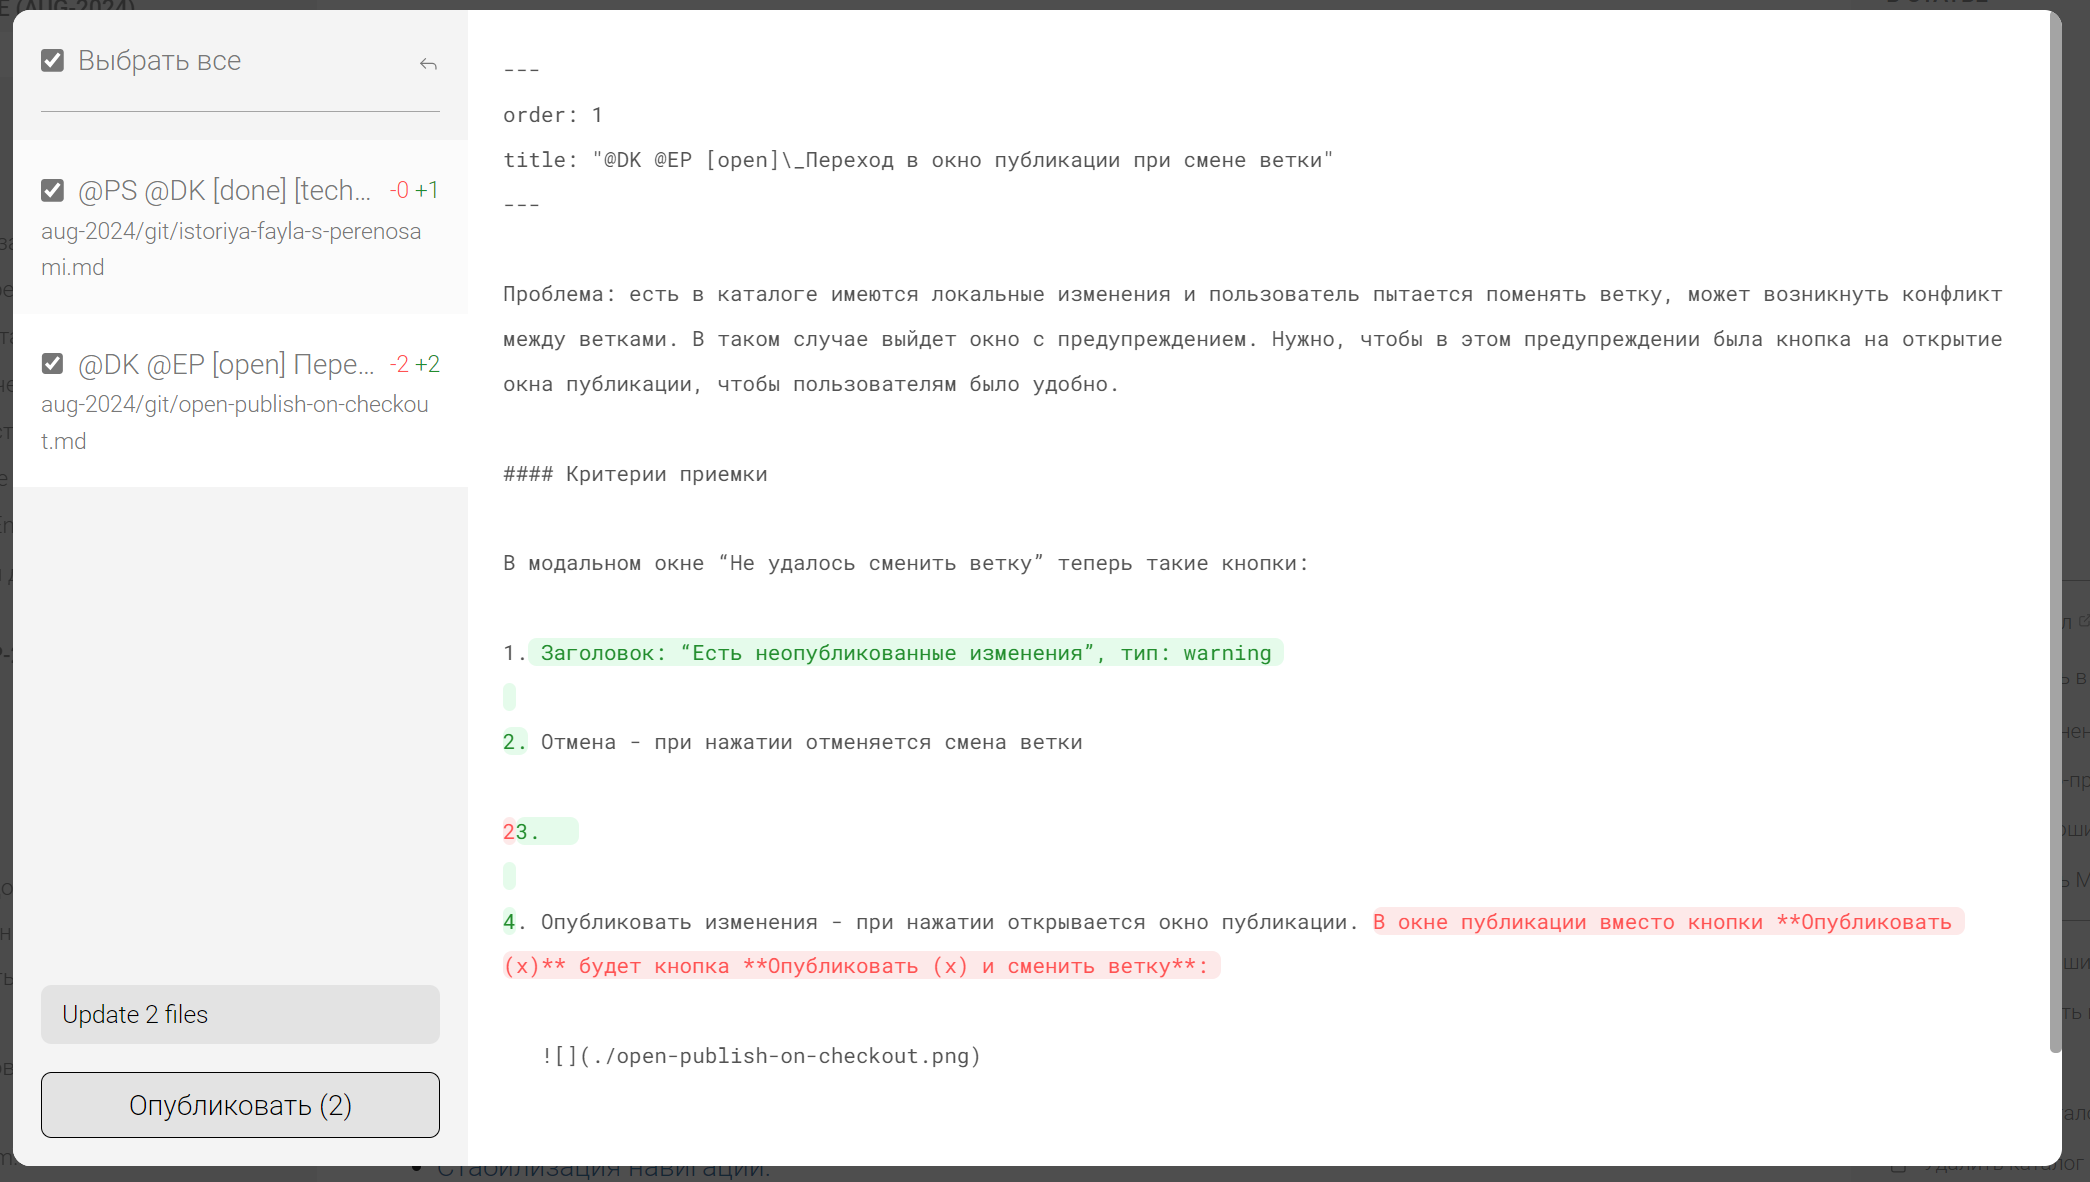 Выбрать все
@PS @DK [done] [tech... -0 +1
aug-2024/git/istoriya-fayla-s-perenosa
mi.md
@DK @EP [open] Пере... -2 +2
aug-2024/git/open-publish-on-checkou
t.md
Update 2 files
Опубликовать (2)
---
order: 1
title: "@DK @EP [open]\_Переход в окно публикации при смене ветки"
---
Проблема: есть в каталоге имеются локальные изменения и пользователь пытается поменять ветку, может возникнуть конфликт
между ветками. В таком случае выйдет окно с предупреждением. Нужно, чтобы в этом предупреждении была кнопка на открытие
окна публикации, чтобы пользователям было удобно.
#### Критерии приемки
В модальном окне “Не удалось сменить ветку” теперь такие кнопки:
1. Заголовок: “Есть неопубликованные изменения”, тип: warning
2. Отмена - при нажатии отменяется смена ветки
23.
4. Опубликовать изменения - при нажатии открывается окно публикации. В окне публикации вместо кнопки **Опубликовать
(x)** будет кнопка **Опубликовать (x) и сменить ветку**:
![](./open-publish-on-checkout.png)
Стабилизация навигации.
Удалить каталог